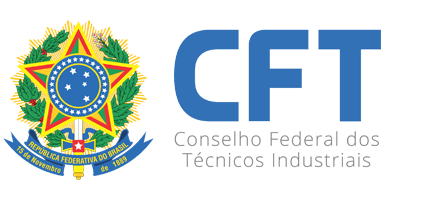 CFT
Conselho Federal dos
Técnicos Industriais
REPÚBLICA FEDERATIVA DO BRASIL
15 de Novembro de 1889